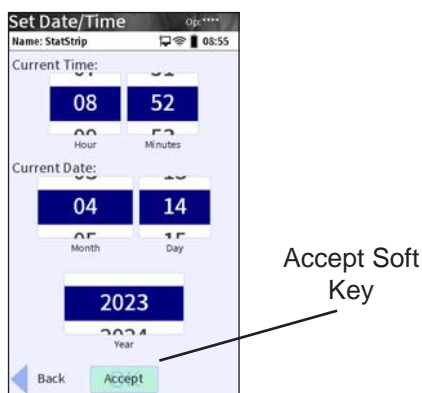 Set Date/Time Op:****
Name: StatStrip 08:55
Current Time:
08 52
Hour Minutes
Current Date:
04 14
Month Day
2023
Year
Back Accept
Accept Soft
Key